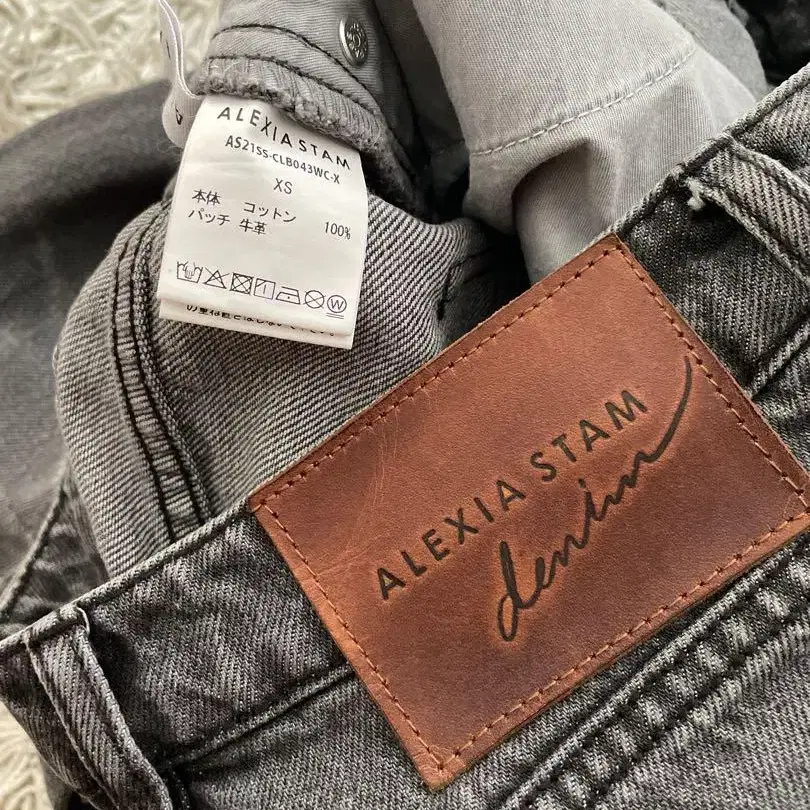 ALEXIA STAM
AS21SS-CLB043WC-X
XS
本体 コットン 100%
パッチ 牛革
W
ALEXIA STAM
denim